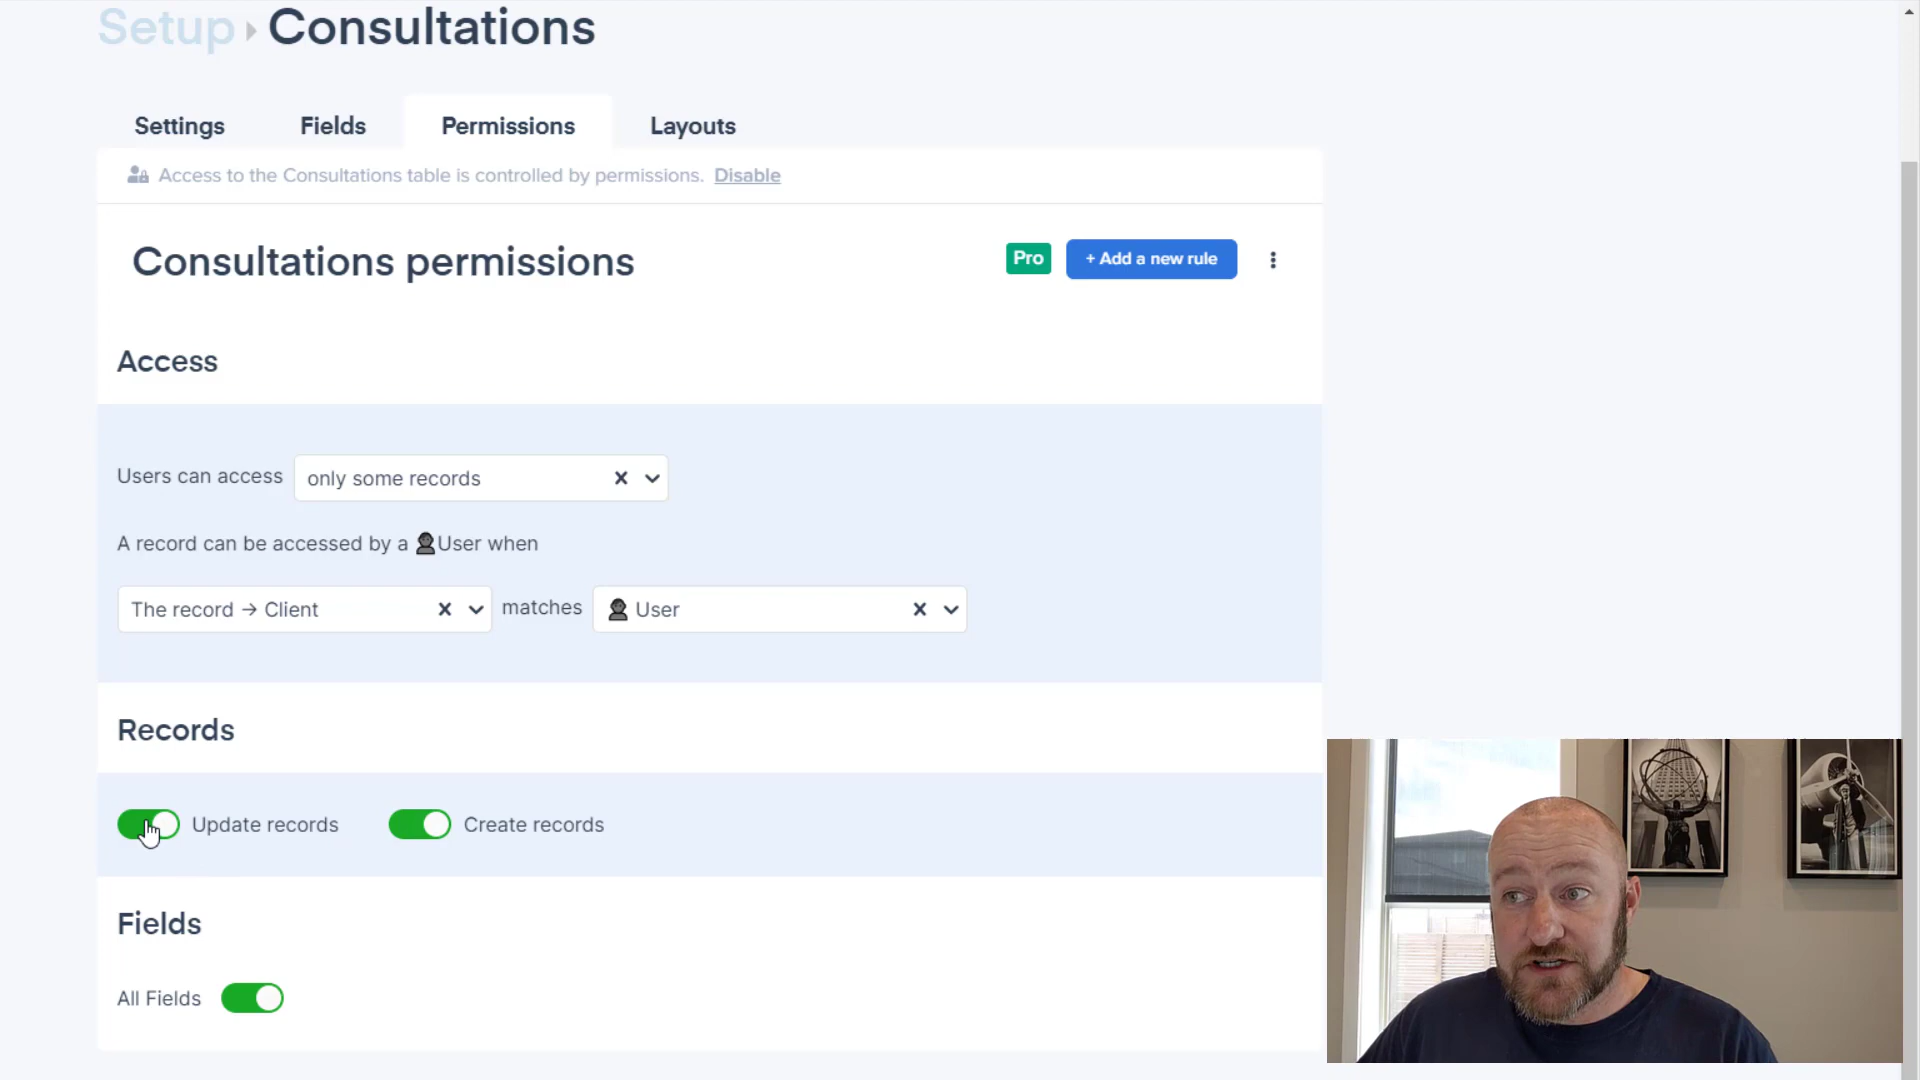 Setup › Consultations
Settings Fields Permissions Layouts
Access to the Consultations table is controlled by permissions. Disable
Consultations permissions Pro + Add a new rule
Access
Users can access only some records
A record can be accessed by a User when
The record → Client matches User
Records
Update records Create records
Fields
All Fields